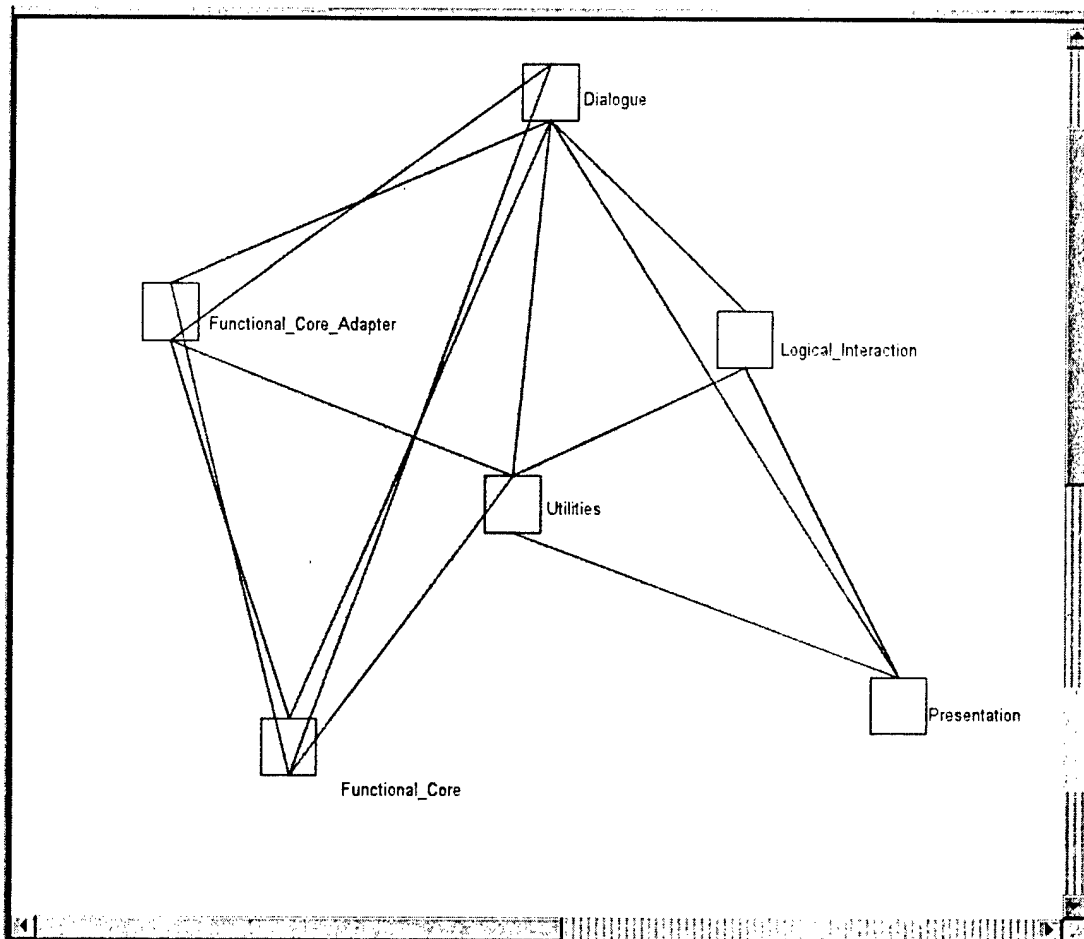 Dialogue
Functional_Core_Adapter
Logical_Interaction
Utilities
Presentation
Functional_Core